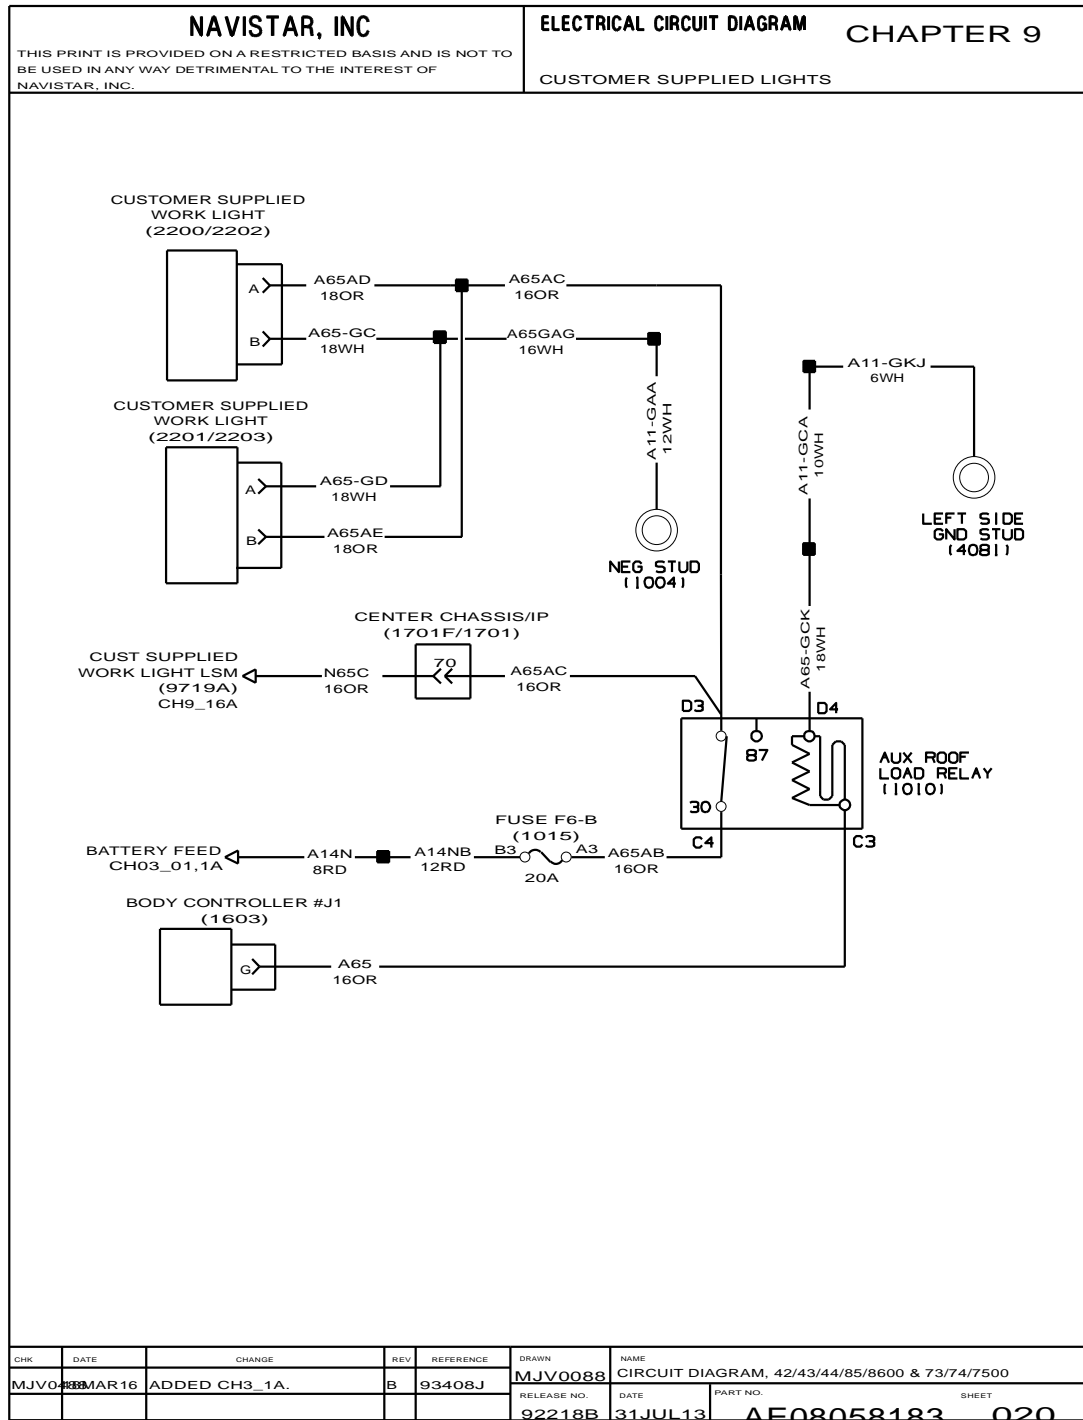 NAVISTAR, INC
THIS PRINT IS PROVIDED ON A RESTRICTED BASIS AND IS NOT TO
BE USED IN ANY WAY DETRIMENTAL TO THE INTEREST OF
NAVISTAR, INC.
ELECTRICAL CIRCUIT DIAGRAM
CHAPTER 9
CUSTOMER SUPPLIED LIGHTS
CUSTOMER SUPPLIED
WORK LIGHT
(2200/2202)
A
A65AD
18OR
A65AC
16OR
B
A65-GC
18WH
A65GAG
16WH
A11-GAA
12WH
A11-GKJ
6WH
A11-GCA
10WH
CUSTOMER SUPPLIED
WORK LIGHT
(2201/2203)
A
A65-GD
18WH
B
A65AE
18OR
NEG STUD
(1004)
LEFT SIDE
GND STUD
(4081)
CENTER CHASSIS/IP
(1701F/1701)
70
CUST SUPPLIED
WORK LIGHT LSM
(9719A)
CH9_16A
N65C
16OR
A65AC
16OR
A65-GCK
18WH
D3
D4
87
30
C4
C3
AUX ROOF
LOAD RELAY
(1010)
FUSE F6-B
(1015)
B3
A3
20A
BATTERY FEED
CH03_01,1A
A14N
8RD
A14NB
12RD
A65AB
16OR
BODY CONTROLLER #J1
(1603)
G
A65
16OR
CHK
DATE
CHANGE
REV
REFERENCE
DRAWN
NAME
MAR16
ADDED CH3_1A.
B
93408J
MJV0088
CIRCUIT DIAGRAM, 42/43/44/85/8600 & 73/74/7500
RELEASE NO.
DATE
PART NO.
SHEET
92218B
31JUL13
AE08058183
020